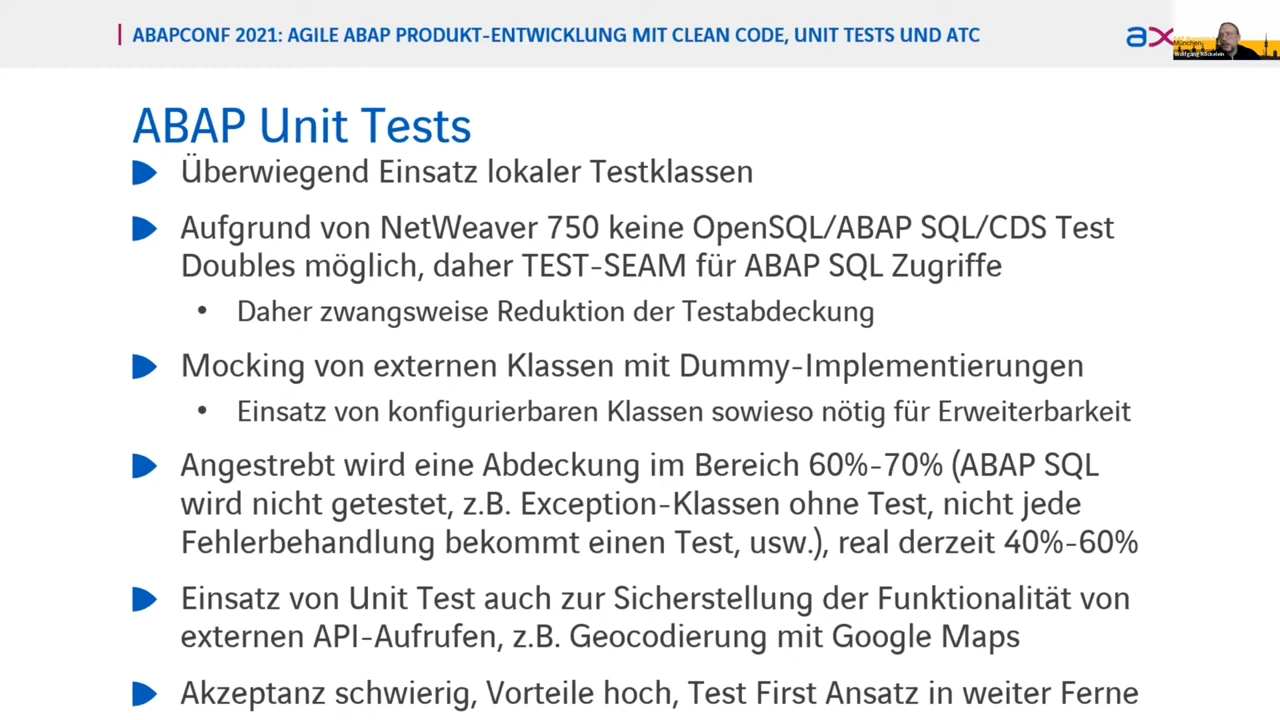 ABAPCONF 2021: AGILE ABAP PRODUKT-ENTWICKLUNG MIT CLEAN CODE, UNIT TESTS UND ATC
ax
München
Wolfgang Röckelein
ABAP Unit Tests
Überwiegend Einsatz lokaler Testklassen
Aufgrund von NetWeaver 750 keine OpenSQL/ABAP SQL/CDS Test
Doubles möglich, daher TEST-SEAM für ABAP SQL Zugriffe
• Daher zwangsweise Reduktion der Testabdeckung
Mocking von externen Klassen mit Dummy-Implementierungen
• Einsatz von konfigurierbaren Klassen sowieso nötig für Erweiterbarkeit
Angestrebt wird eine Abdeckung im Bereich 60%-70% (ABAP SQL
wird nicht getestet, z.B. Exception-Klassen ohne Test, nicht jede
Fehlerbehandlung bekommt einen Test, usw.), real derzeit 40%-60%
Einsatz von Unit Test auch zur Sicherstellung der Funktionalität von
externen API-Aufrufen, z.B. Geocodierung mit Google Maps
Akzeptanz schwierig, Vorteile hoch, Test First Ansatz in weiter Ferne